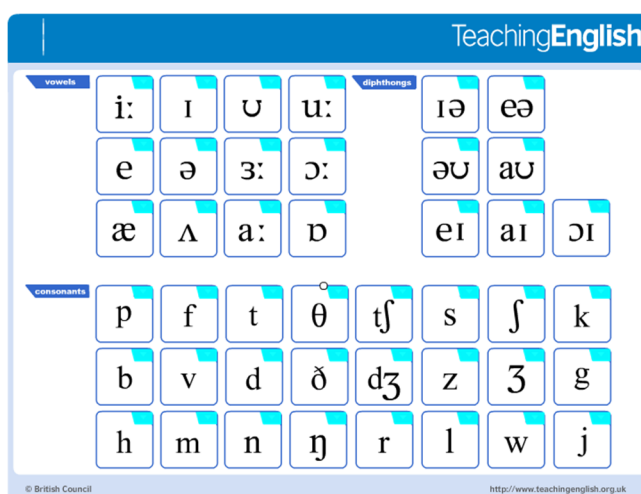 TeachingEnglish
vowels
iː ɪ ʊ uː
e ə ɜː ɔː
æ ʌ aː ɒ
diphthongs
ɪə eə
əʊ aʊ
eɪ aɪ ɔɪ
consonants
p f t θ tʃ s ʃ k
b v d ð dʒ z ʒ g
h m n ŋ r l w j
© British Council
http://www.teachingenglish.org.uk